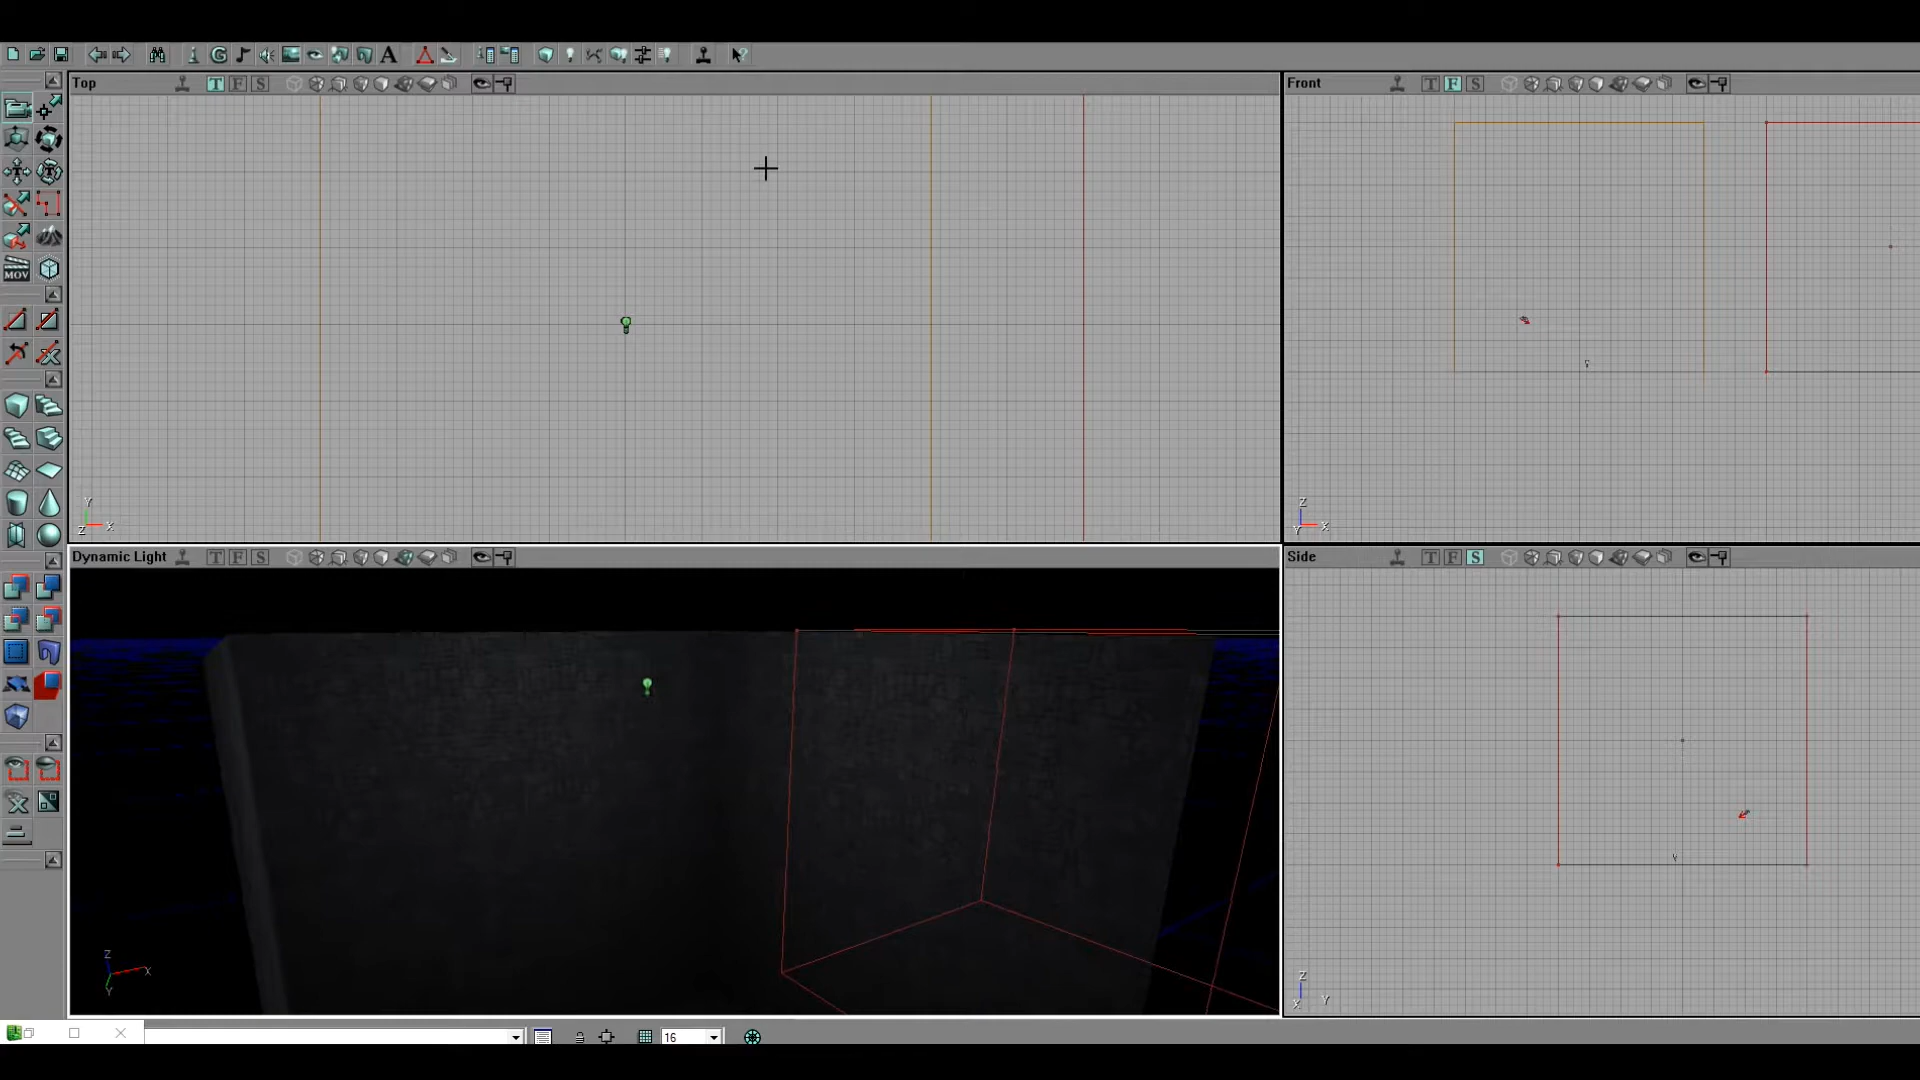 G A
Top T F S
Front T F S
MOV
Y
Z X
Z
Y X
Dynamic Light T F S
Side T F S
Z
X
Y
Z
X Y
16